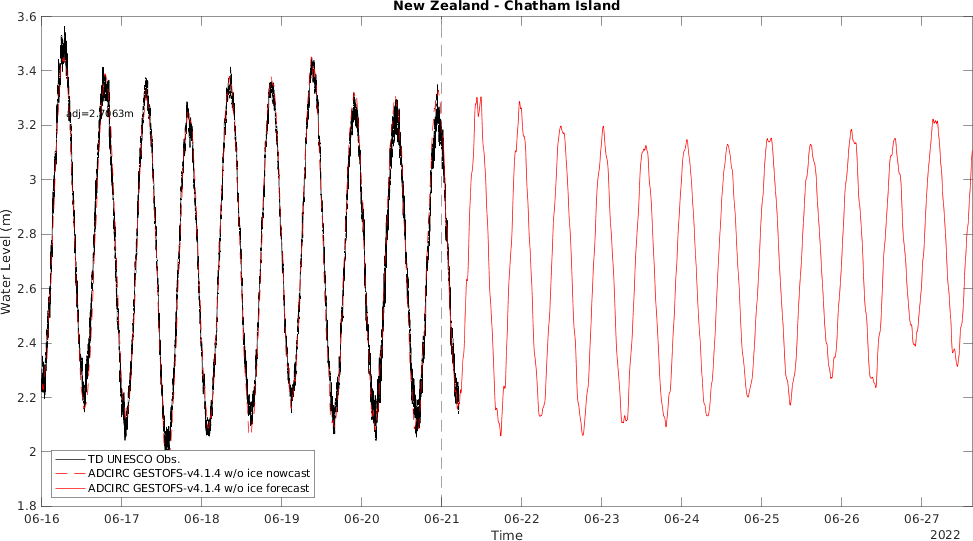 New Zealand - Chatham Island
3.6
3.4
3.2
3
2.8
2.6
2.4
2.2
2
1.8
Water Level (m)
adj=2.7063m
TD UNESCO Obs.
ADCIRC GESTOFS-v4.1.4 w/o ice nowcast
ADCIRC GESTOFS-v4.1.4 w/o ice forecast
06-16 06-17 06-18 06-19 06-20 06-21 06-22 06-23 06-24 06-25 06-26 06-27
Time
2022